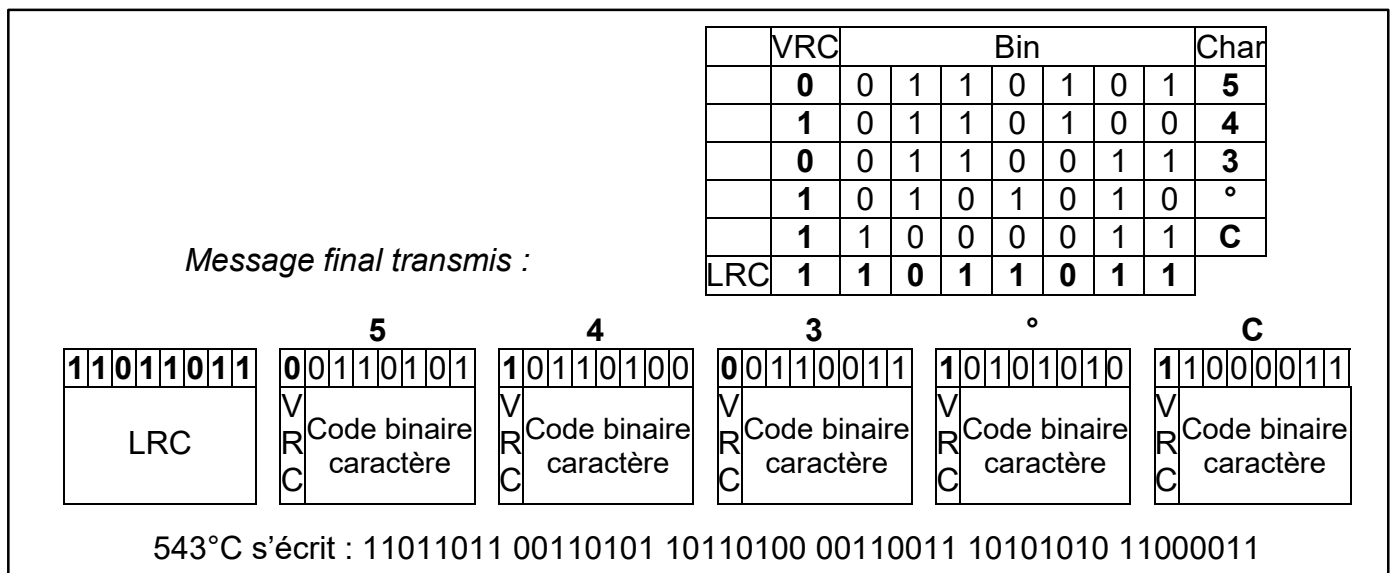 VRC Bin Char
0 0 1 1 0 1 0 1 5
1 0 1 1 0 1 0 0 4
0 0 1 1 0 0 1 1 3
1 0 1 0 1 0 1 0 °
1 1 0 0 0 0 1 1 C
Message final transmis :
LRC 1 1 0 1 1 0 1 1
5 4 3 ° C
11011011 00110101 10110100 00110011 10101010 11000011
LRC VRC Code binaire caractère VRC Code binaire caractère VRC Code binaire caractère VRC Code binaire caractère VRC Code binaire caractère
543°C s’écrit : 11011011 00110101 10110100 00110011 10101010 11000011